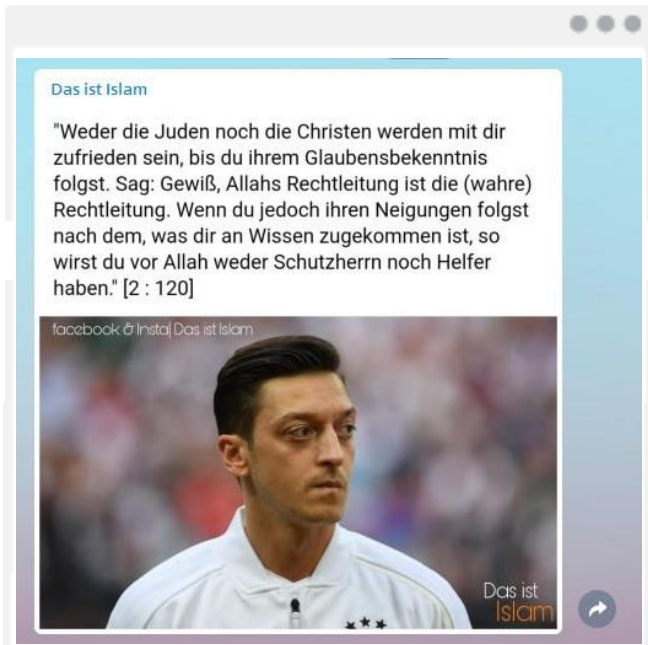 Das ist Islam
"Weder die Juden noch die Christen werden mit dir
zufrieden sein, bis du ihrem Glaubensbekenntnis
folgst. Sag: Gewiß, Allahs Rechtleitung ist die (wahre)
Rechtleitung. Wenn du jedoch ihren Neigungen folgst
nach dem, was dir an Wissen zugekommen ist, so
wirst du vor Allah weder Schutzherrn noch Helfer
haben." [2 : 120]
facebook & Insta| Das ist Islam
Das ist
Islam